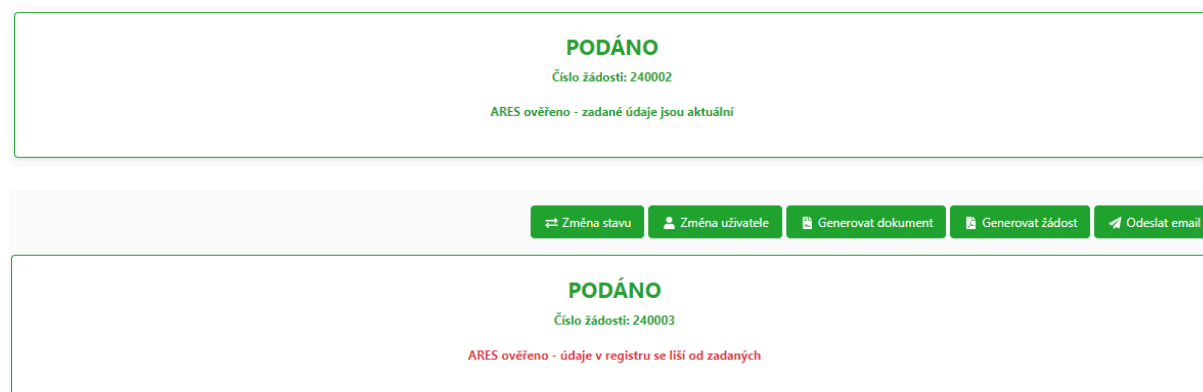 PODÁNO
Číslo žádosti: 240002
ARES ověřeno - zadané údaje jsou aktuální
Změna stavu Změna uživatele Generovat dokument Generovat žádost Odeslat email
PODÁNO
Číslo žádosti: 240003
ARES ověřeno - údaje v registru se liší od zadaných